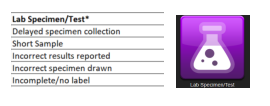 Lab Specimen/Test*
Delayed specimen collection
Short Sample
Incorrect results reported
Incorrect specimen drawn
Incomplete/no label
Lab Specimen/Test